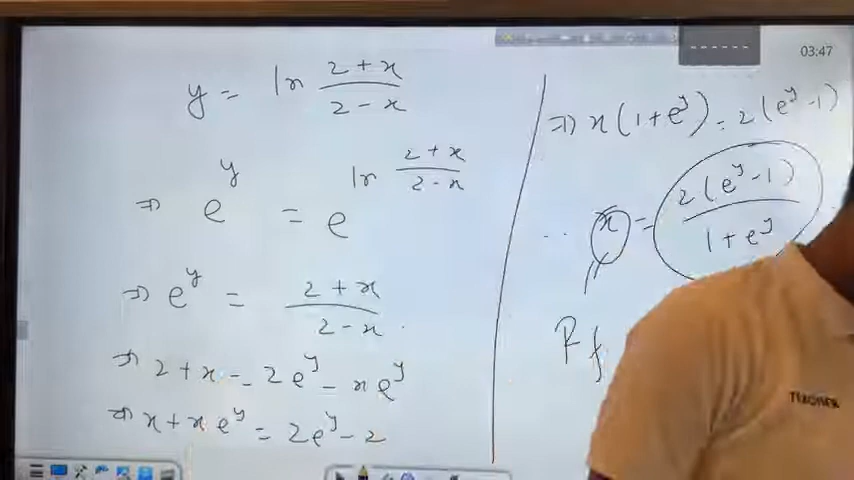 y = ln (2+x)/(2-x)
⇒ e^y = e^(ln (2+x)/(2-x))
⇒ e^y = (2+x)/(2-x)
⇒ 2+x = 2e^y - xe^y
⇒ x+xe^y = 2e^y-2
03:47
⇒ x(1+e^y) = 2(e^y-1)
x = 2(e^y-1)/(1+e^y)
R f
TEACHER